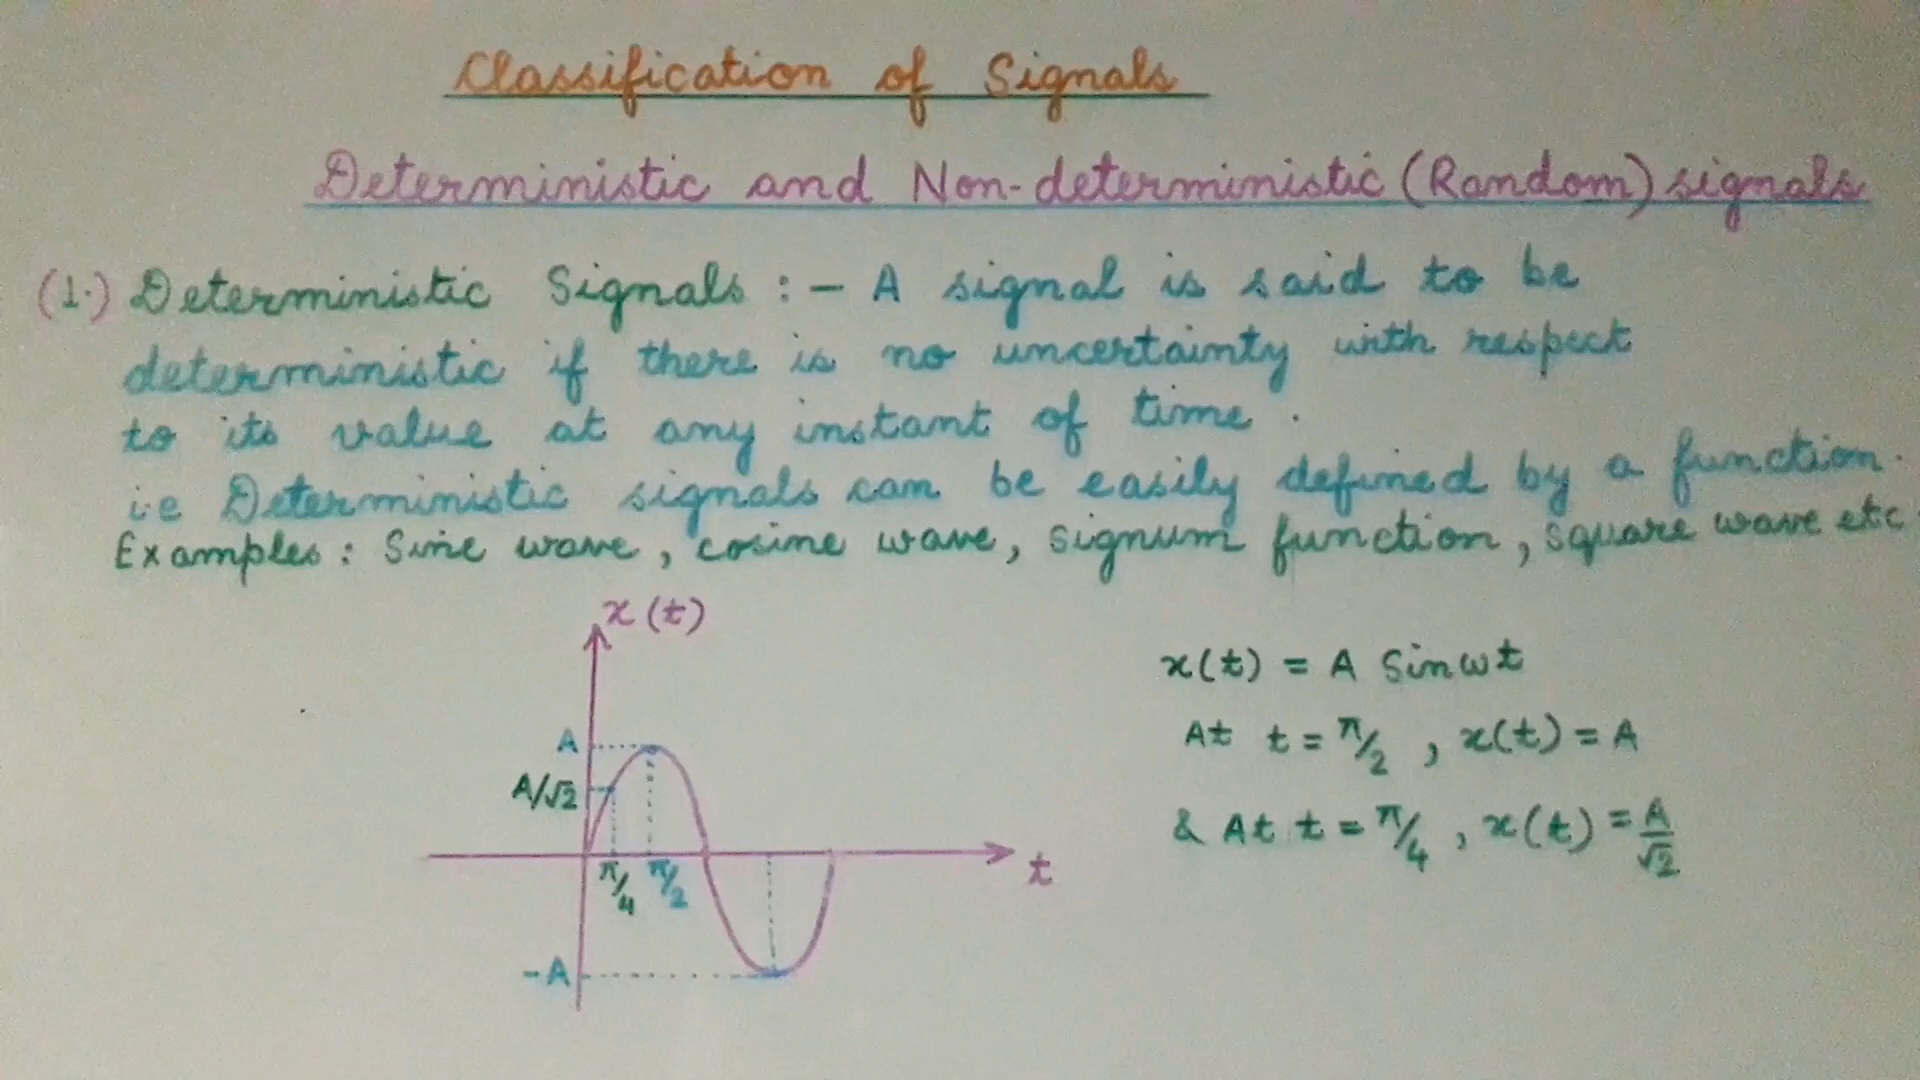 Classification of Signals
Deterministic and Non-deterministic (Random) signals
(1.) Deterministic Signals :- A signal is said to be
deterministic if there is no uncertainty with respect
to its value at any instant of time.
i.e Deterministic signals can be easily defined by a function.
Examples: Sine wave, cosine wave, signum function, square wave etc.
x(t)
x(t) = A Sin ωt
A
At t = π/2 , x(t) = A
A/√2
& At t = π/4 , x(t) = A/√2
π/4 π/2 t
-A